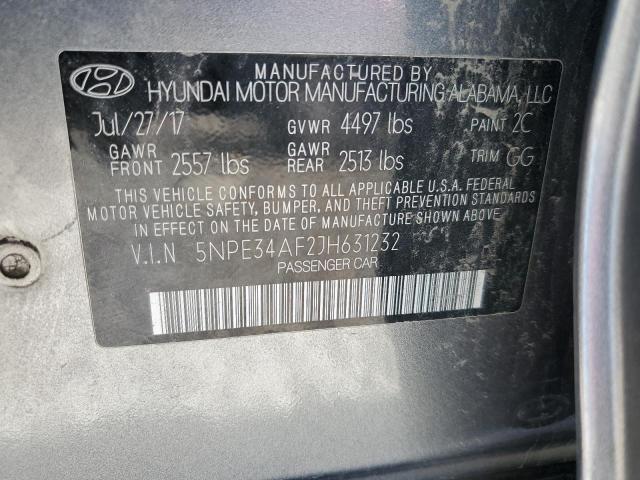 MANUFACTURED BY
HYUNDAI MOTOR MANUFACTURING ALABAMA, LLC
Jul/27/17 GVWR 4497 lbs PAINT 2C
GAWR FRONT 2557 lbs GAWR REAR 2513 lbs TRIM GG
THIS VEHICLE CONFORMS TO ALL APPLICABLE U.S.A. FEDERAL
MOTOR VEHICLE SAFETY, BUMPER, AND THEFT PREVENTION STANDARDS
IN EFFECT ON THE DATE OF MANUFACTURE SHOWN ABOVE.
V.I.N 5NPE34AF2JH631232
PASSENGER CAR